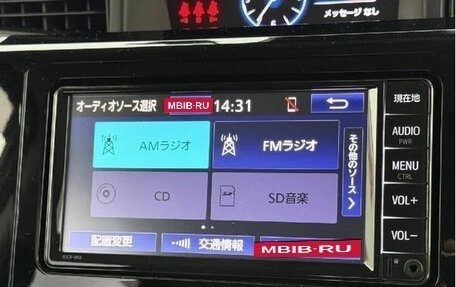 メッセージなし
オーディオソース選択 MBIB·RU 14:31
AMラジオ FMラジオ
その他のソース
CD SD音楽
配置変更 交通情報 MBIB·RU
現在地
AUDIO
PWR
MENU
CTRL
VOL+
VOL−